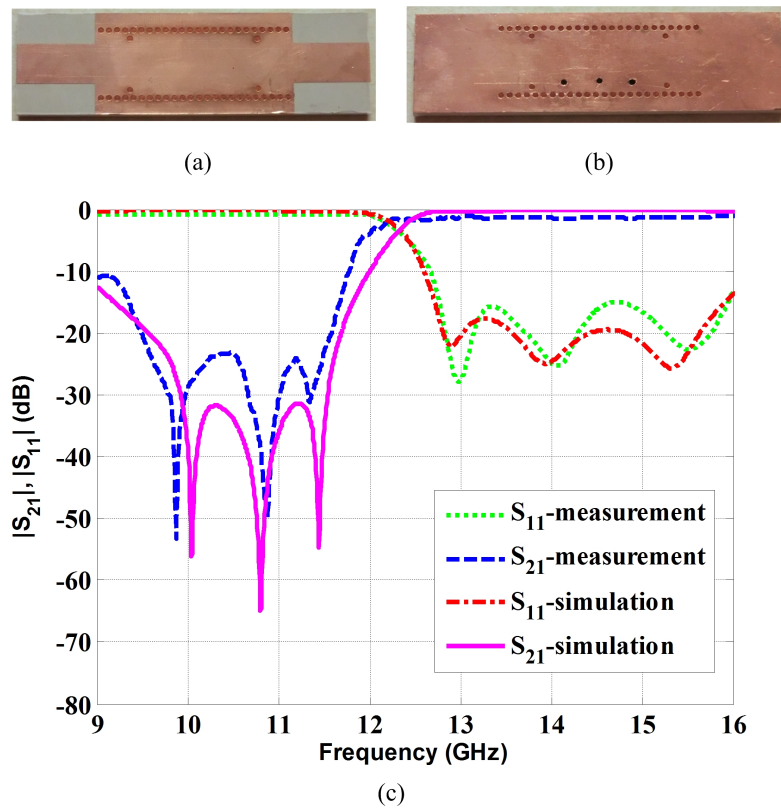 (a)
(b)
0
-10
-20
-30
-40
-50
-60
-70
-80
|S21|, |S11| (dB)
S11-measurement
S21-measurement
S11-simulation
S21-simulation
9 10 11 12 13 14 15 16
Frequency (GHz)
(c)